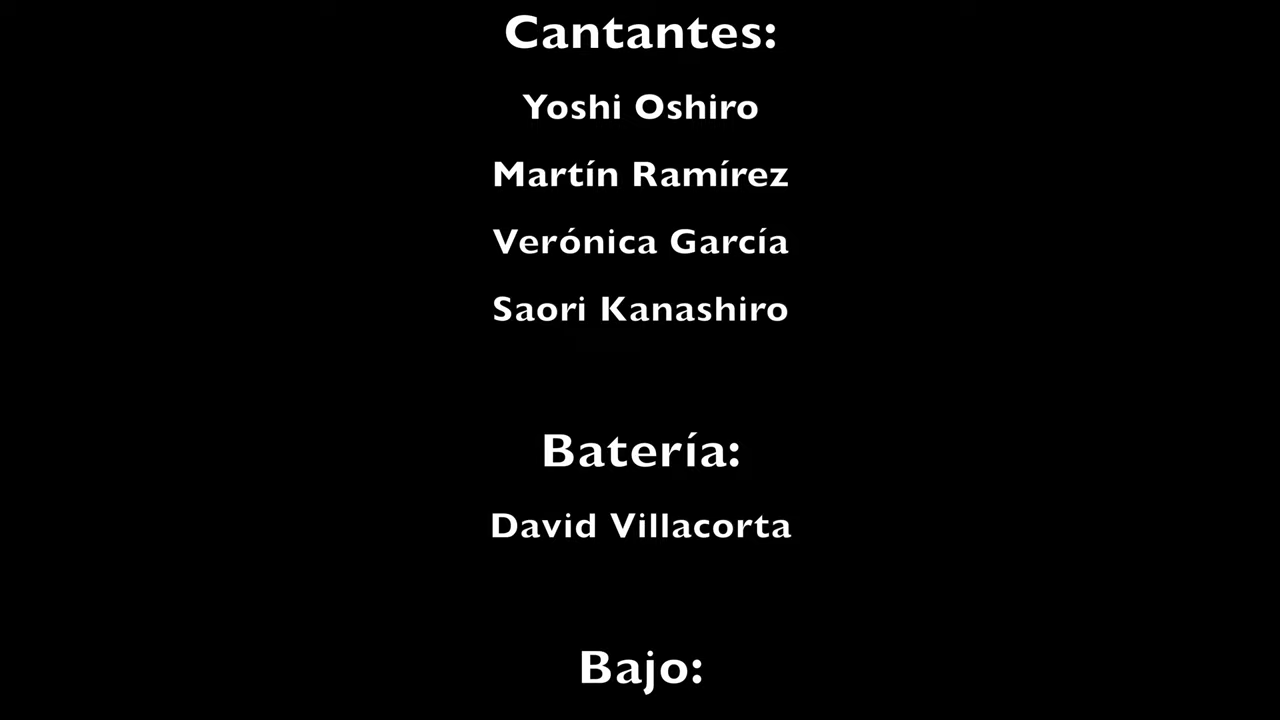 Cantantes:
Yoshi Oshiro
Martín Ramírez
Verónica García
Saori Kanashiro
Batería:
David Villacorta
Bajo: